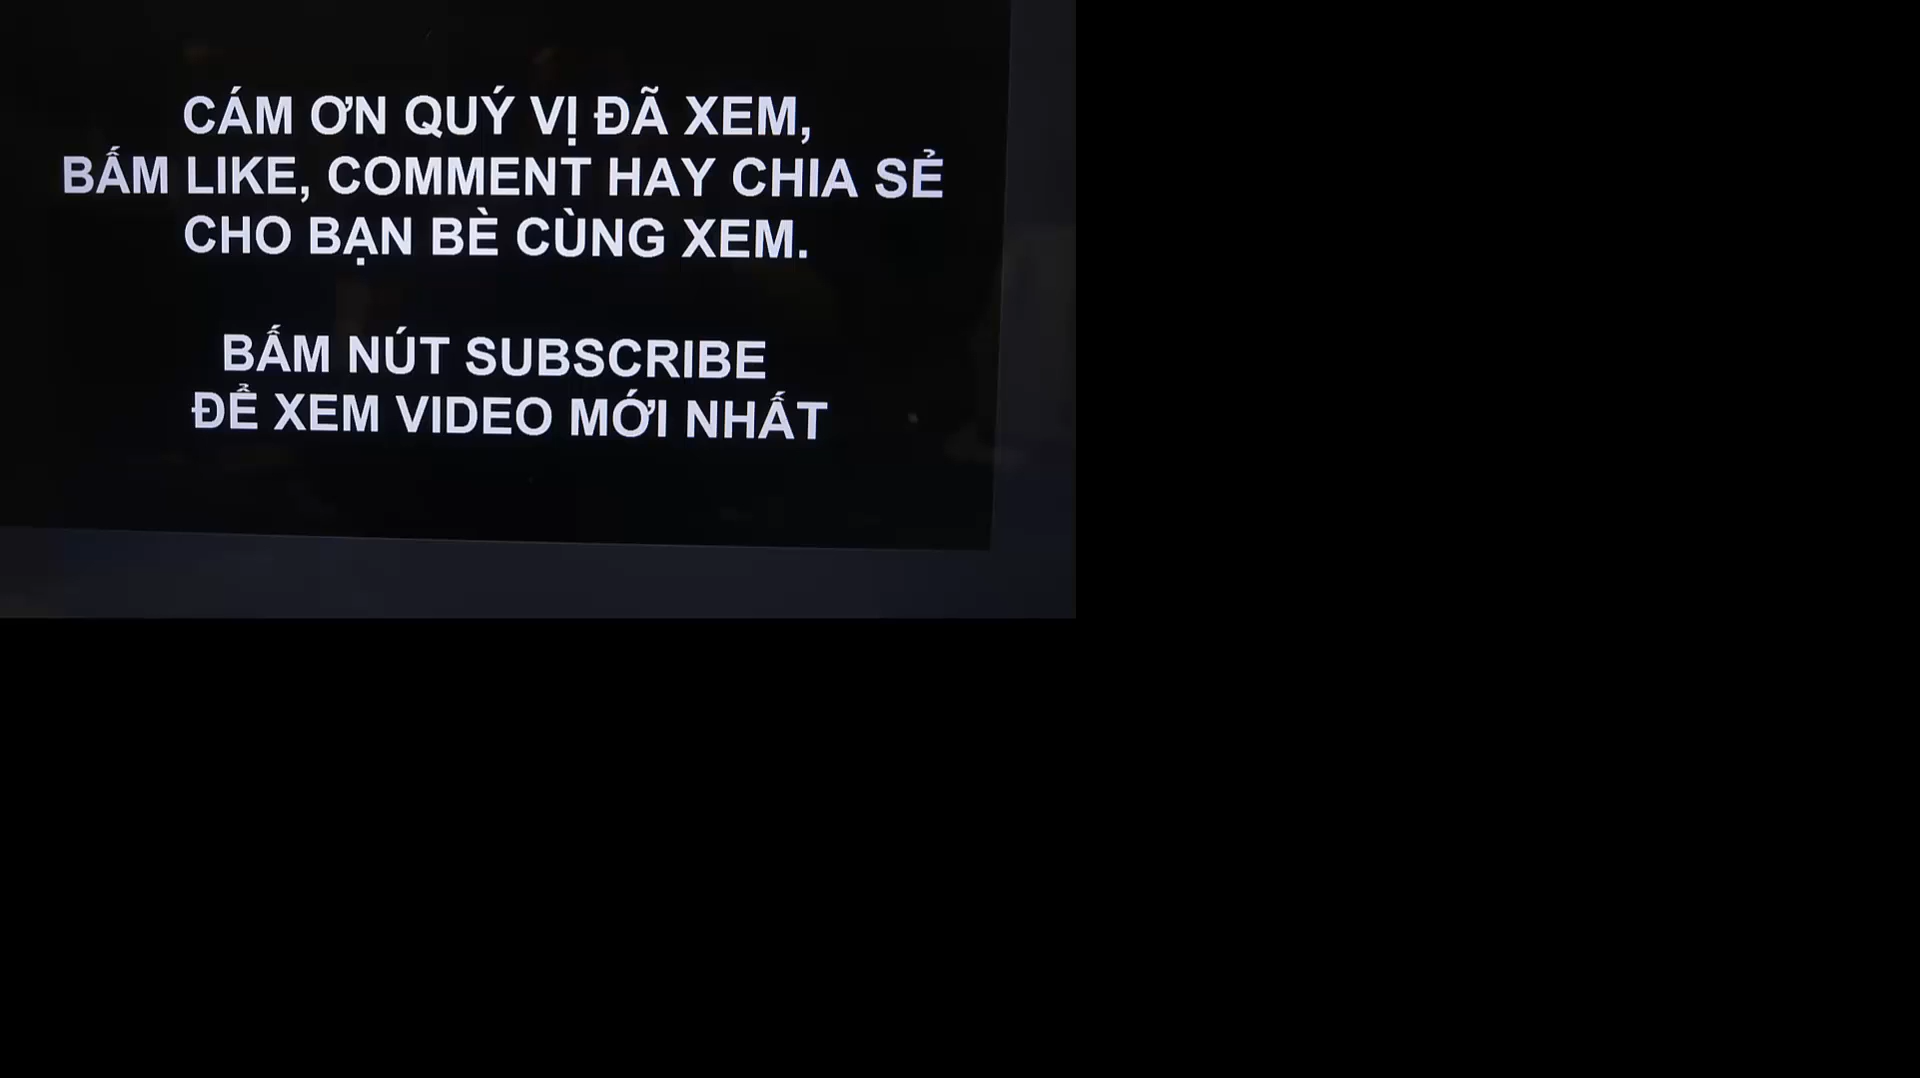 CÁM ƠN QUÝ VỊ ĐÃ XEM,
BẤM LIKE, COMMENT HAY CHIA SẺ
CHO BẠN BÈ CÙNG XEM.
BẤM NÚT SUBSCRIBE
ĐỂ XEM VIDEO MỚI NHẤT